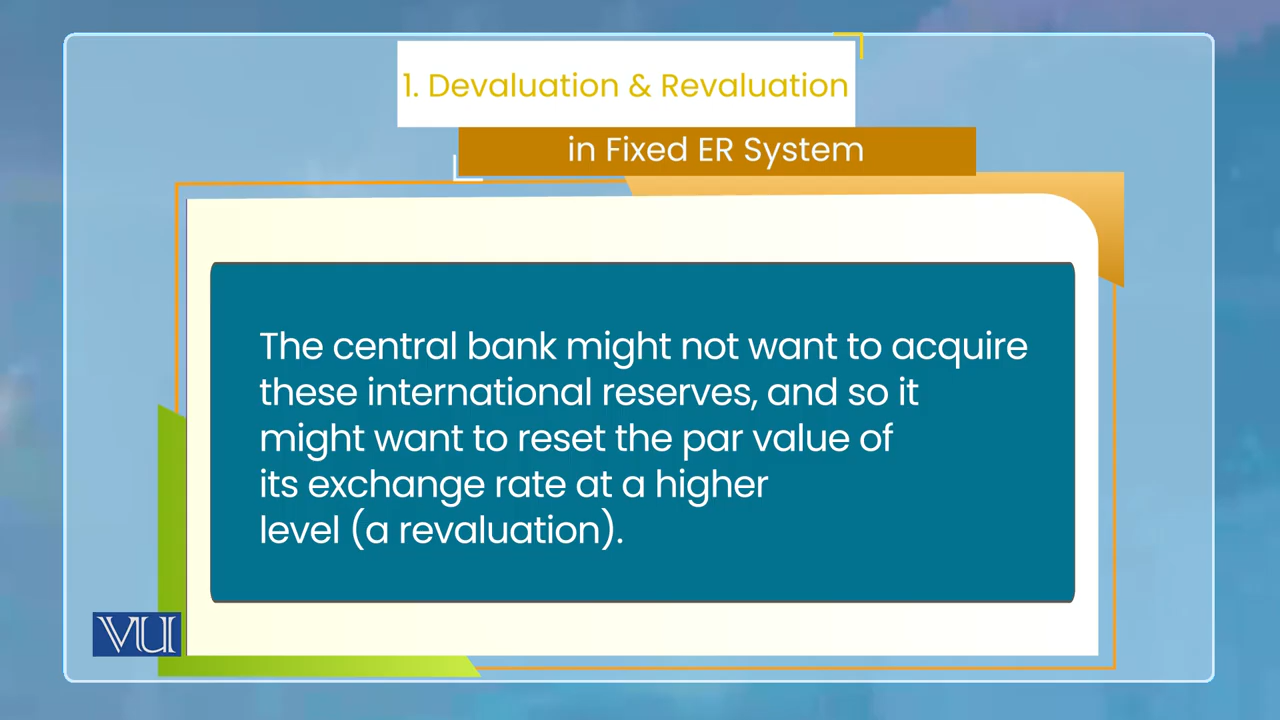 1. Devaluation & Revaluation
in Fixed ER System
The central bank might not want to acquire
these international reserves, and so it
might want to reset the par value of
its exchange rate at a higher
level (a revaluation).
VU